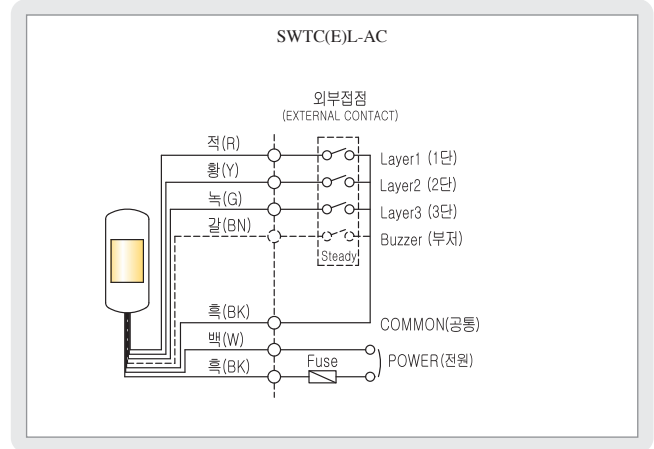 SWTC(E)L-AC
외부접점
(EXTERNAL CONTACT)
적(R)
Layer1 (1단)
황(Y)
Layer2 (2단)
녹(G)
Layer3 (3단)
갈(BN)
Buzzer (부저)
Steady
흑(BK)
COMMON(공통)
백(W)
POWER(전원)
Fuse
흑(BK)